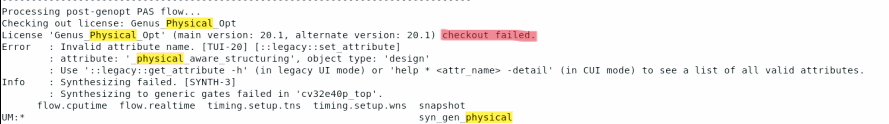 Processing post-genopt PAS flow...
Checking out license: Genus_Physical_Opt
License 'Genus_Physical_Opt' (main version: 20.1, alternate version: 20.1) checkout failed.
Error   : Invalid attribute name. [TUI-20] [::legacy::set_attribute]
        : attribute: '_physical_aware_structuring', object type: 'design'
        : Use '::legacy::get_attribute -h' (in legacy UI mode) or 'help * <attr_name> -detail' (in CUI mode) to see a list of all valid attributes.
Info    : Synthesizing failed. [SYNTH-3]
        : Synthesizing to generic gates failed in 'cv32e40p_top'.
      flow.cputime  flow.realtime  timing.setup.tns  timing.setup.wns  snapshot
UM:*                                                                   syn_gen_physical